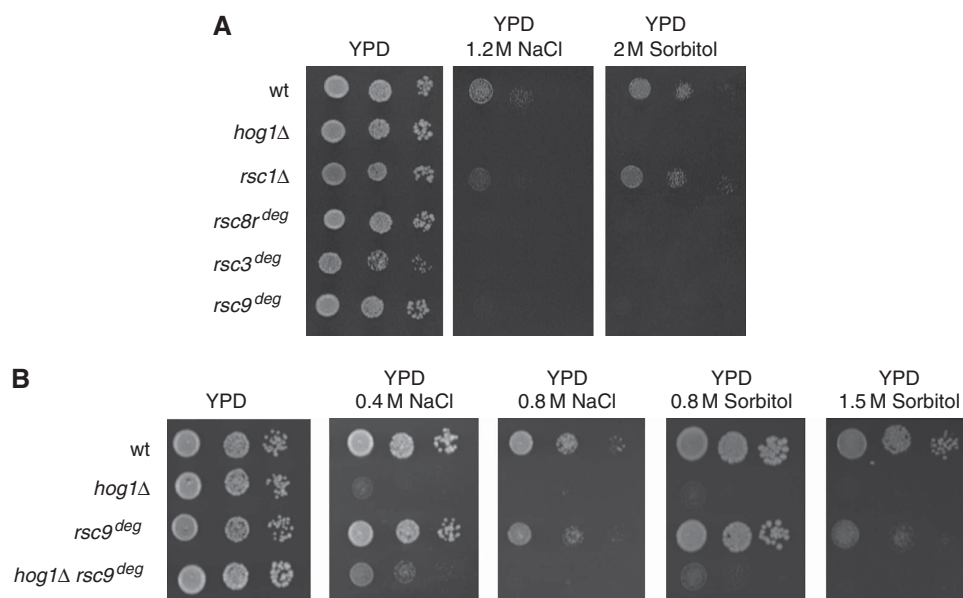 A
YPD
YPD
1.2 M NaCl
YPD
2 M Sorbitol
wt
hog1Δ
rsc1Δ
rsc8r deg
rsc3 deg
rsc9 deg
B
YPD
YPD
0.4 M NaCl
YPD
0.8 M NaCl
YPD
0.8 M Sorbitol
YPD
1.5 M Sorbitol
wt
hog1Δ
rsc9 deg
hog1Δ rsc9 deg